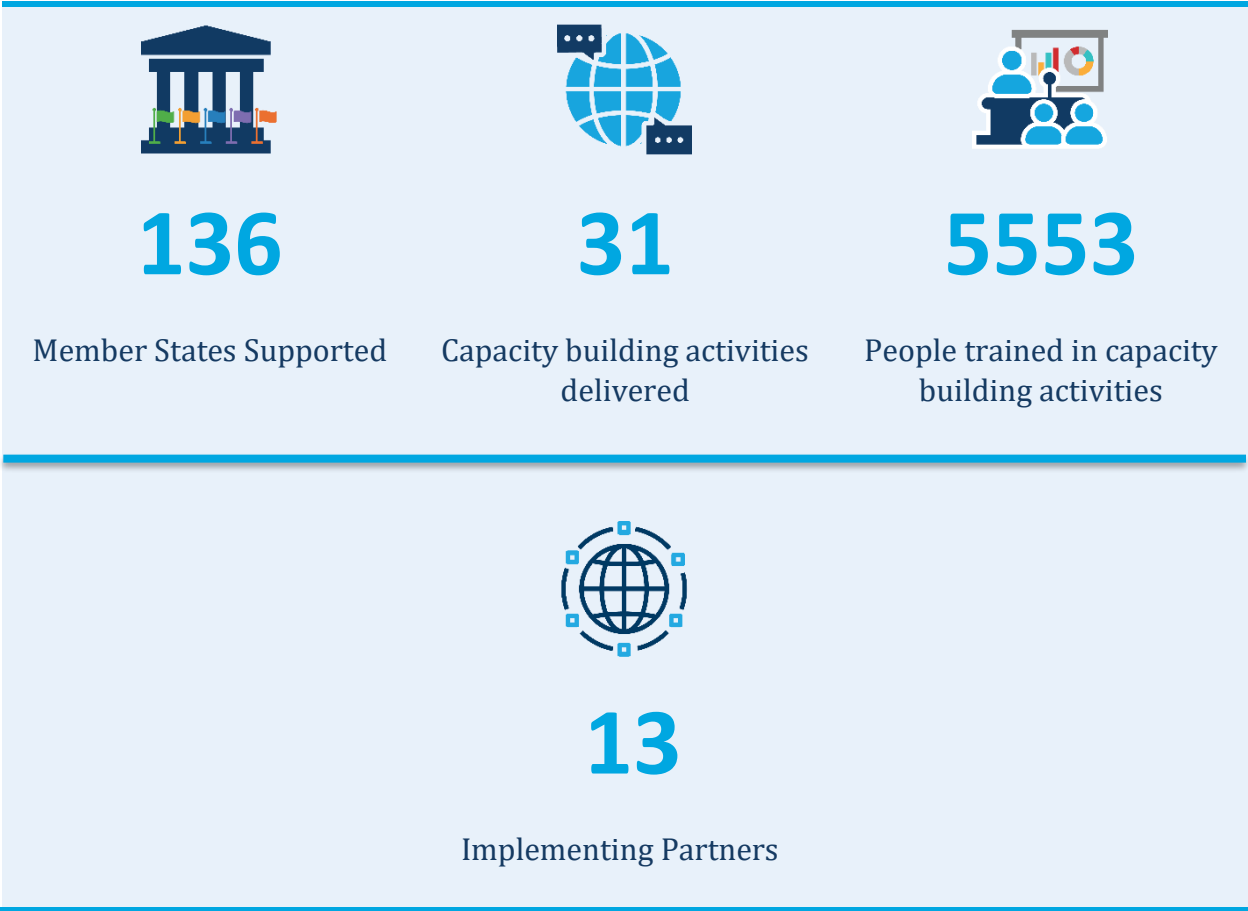 136
31
5553
Member States Supported
Capacity building activities
delivered
People trained in capacity
building activities
13
Implementing Partners